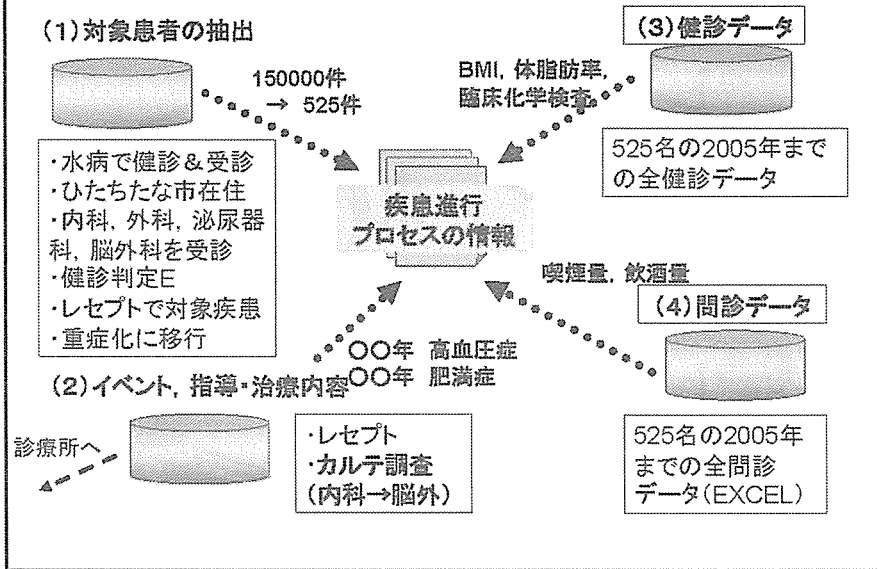 (1)対象患者の抽出
150000件
→ 525件
・水病で健診&受診
・ひたちたな市在住
・内科, 外科, 泌尿器
科, 脳外科を受診
・健診判定E
・レセプトで対象疾患
・重症化に移行
(3)健診データ
BMI, 体脂肪率,
臨床化学検査
525名の2005年まで
の全健診データ
疾患進行
プロセスの情報
喫煙量, 飲酒量
(4)問診データ
525名の2005年
までの全問診
データ(EXCEL)
○○年 高血圧症
○○年 肥満症
(2)イベント, 指導・治療内容
診療所へ
・レセプト
・カルテ調査
(内科→脳外)